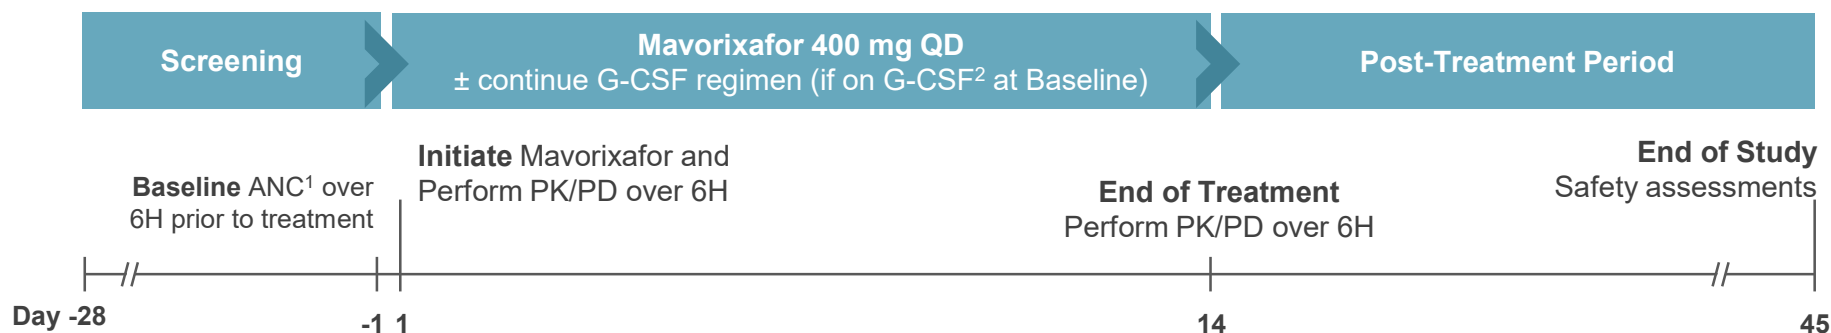 Screening
Mavorixafor 400 mg QD
± continue G-CSF regimen (if on G-CSF² at Baseline)
Post-Treatment Period
Baseline ANC¹ over
6H prior to treatment
Initiate Mavorixafor and
Perform PK/PD over 6H
End of Treatment
Perform PK/PD over 6H
End of Study
Safety assessments
Day -28
-1
1
14
45